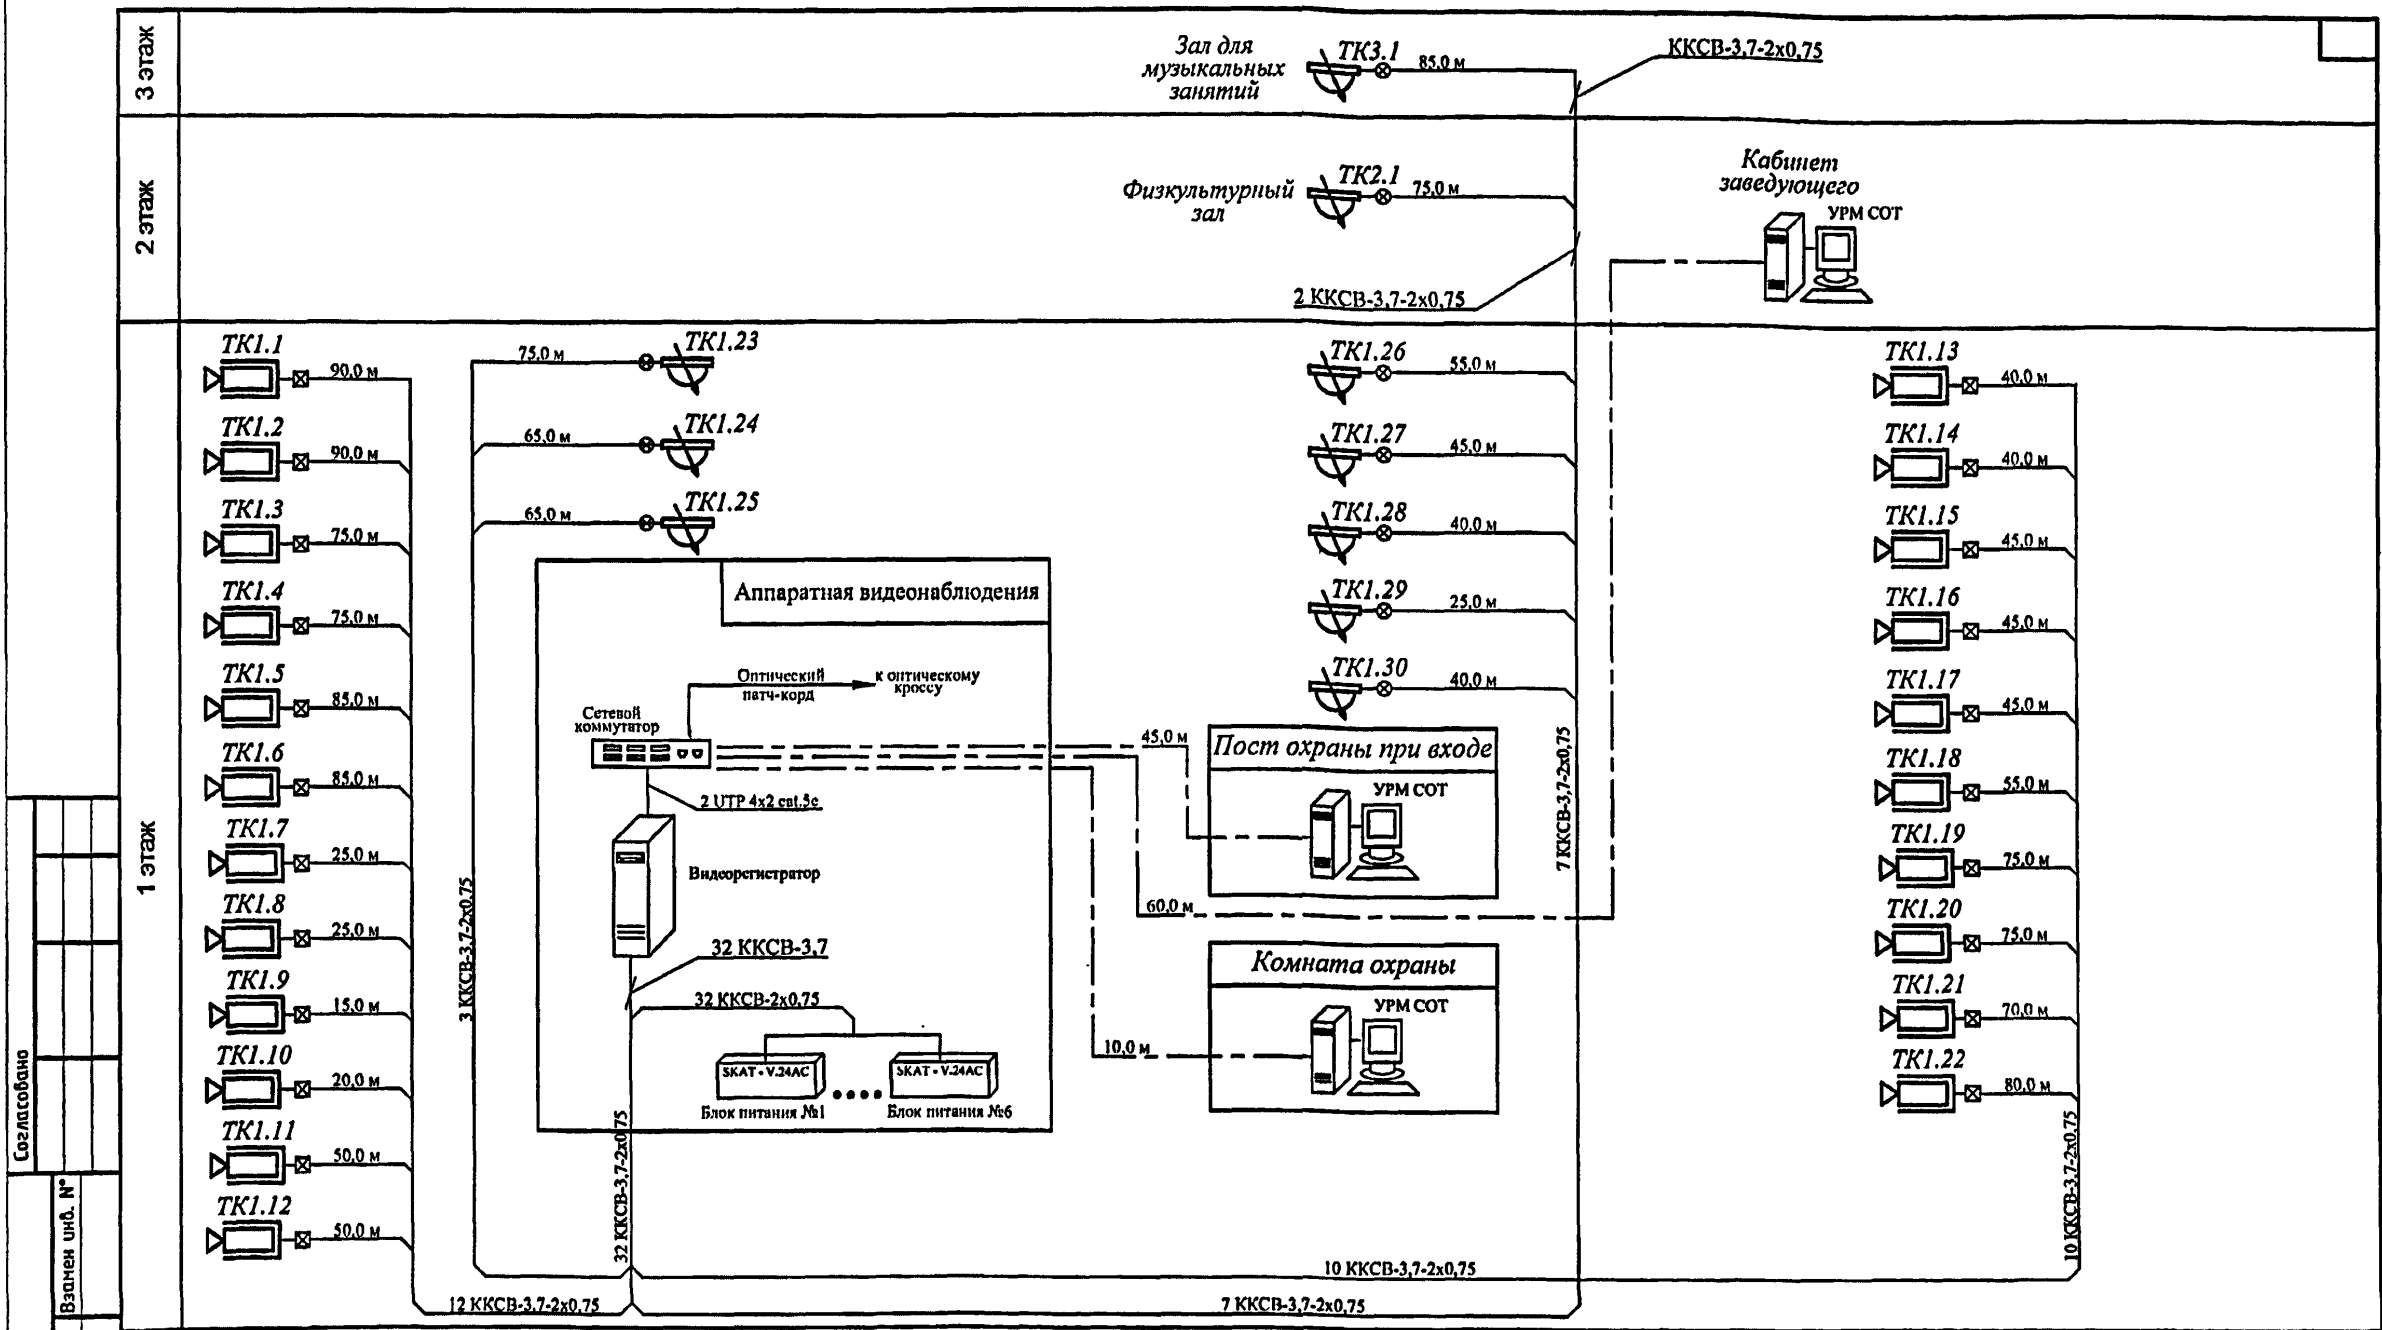 3 этаж
Зал для
музыкальных
занятий
ТК3.1
85,0 м
ККСВ-3,7-2х0,75
2 этаж
Физкультурный
зал
ТК2.1
75,0 м
2 ККСВ-3,7-2х0,75
Кабинет
заведующего
УРМ СОТ
1 этаж
ТК1.1
90,0 м
ТК1.2
90,0 м
ТК1.3
75,0 м
ТК1.4
75,0 м
ТК1.5
85,0 м
ТК1.6
85,0 м
ТК1.7
25,0 м
ТК1.8
25,0 м
ТК1.9
15,0 м
ТК1.10
20,0 м
ТК1.11
50,0 м
ТК1.12
50,0 м
12 ККСВ-3,7-2х0,75
75,0 м
ТК1.23
65,0 м
ТК1.24
65,0 м
ТК1.25
3 ККСВ-3,7-2х0,75
Аппаратная видеонаблюдения
Оптический
патч-корд
к оптическому
кроссу
Сетевой
коммутатор
2 UTP 4x2 cat.5e
Видеорегистратор
32 ККСВ-3,7
32 ККСВ-2х0,75
SKAT - V.24AC
SKAT - V.24AC
Блок питания №1
Блок питания №6
32 ККСВ-3,7-2х0,75
ТК1.26
55,0 м
ТК1.27
45,0 м
ТК1.28
40,0 м
ТК1.29
25,0 м
ТК1.30
40,0 м
7 ККСВ-3,7-2х0,75
45,0 м
Пост охраны при входе
УРМ СОТ
60,0 м
Комната охраны
УРМ СОТ
10,0 м
ТК1.13
40,0 м
ТК1.14
40,0 м
ТК1.15
45,0 м
ТК1.16
45,0 м
ТК1.17
45,0 м
ТК1.18
55,0 м
ТК1.19
75,0 м
ТК1.20
75,0 м
ТК1.21
70,0 м
ТК1.22
80,0 м
10 ККСВ-3,7-2х0,75
10 ККСВ-3,7-2х0,75
7 ККСВ-3,7-2х0,75
Согласовано
Взамен инв. N°